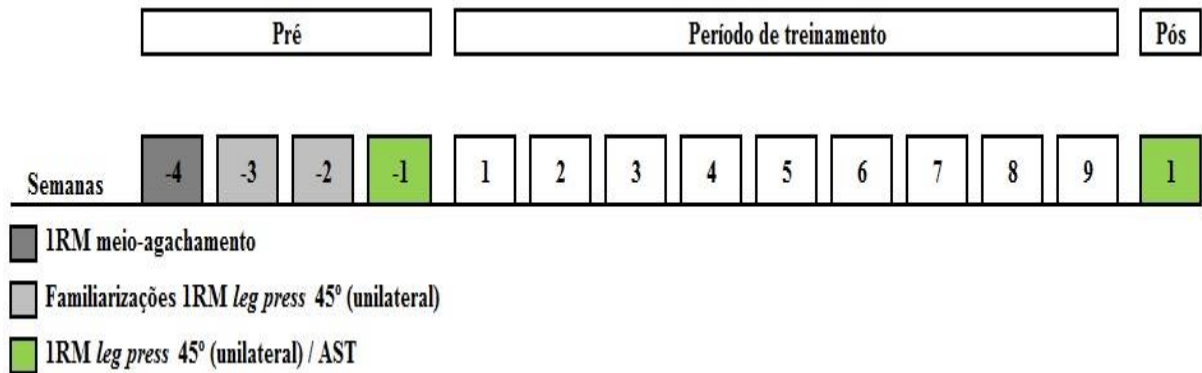 Pré Período de treinamento Pós
Semanas -4 -3 -2 -1 1 2 3 4 5 6 7 8 9 1
1RM meio-agachamento
Familiarizações 1RM leg press 45º (unilateral)
1RM leg press 45º (unilateral) / AST